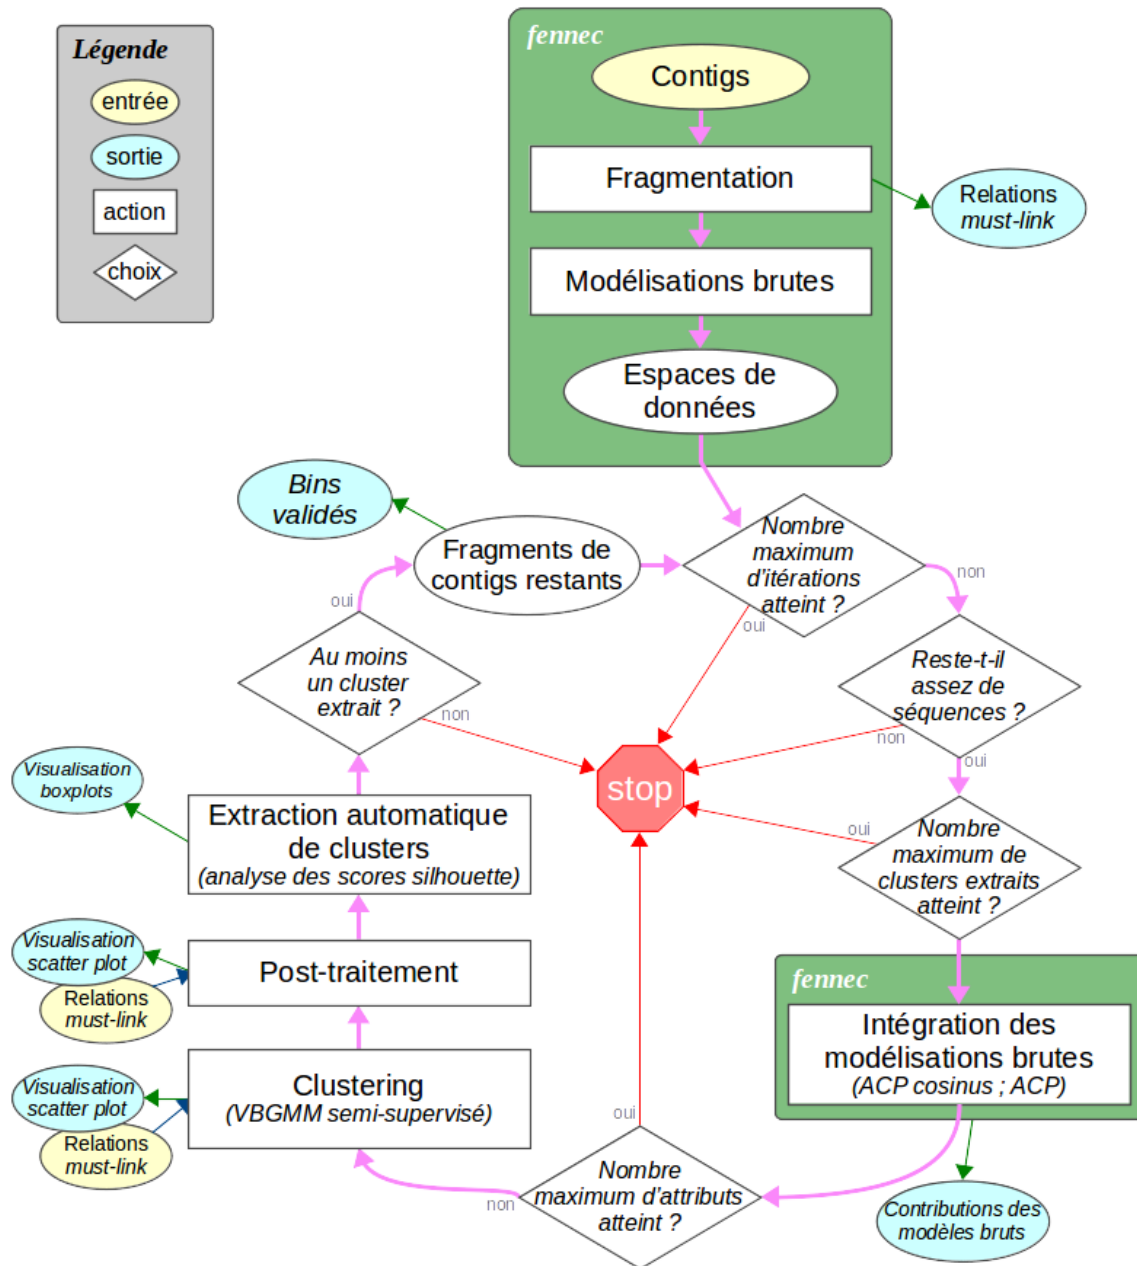 Légende
entrée
sortie
action
choix
fennec
Contigs
Fragmentation
Relations
must-link
Modélisations brutes
Espaces de
données
Bins
validés
Fragments de
contigs restants
Nombre
maximum
d'itérations
atteint ?
non
oui
oui
Au moins
un cluster
extrait ?
non
Reste-t-il
assez de
séquences ?
non
oui
stop
Visualisation
boxplots
Extraction automatique
de clusters
(analyse des scores silhouette)
oui
Nombre
maximum de
clusters extraits
atteint ?
Visualisation
scatter plot
Relations
must-link
Post-traitement
fennec
Intégration des
modélisations brutes
(ACP cosinus ; ACP)
Visualisation
scatter plot
Relations
must-link
Clustering
(VBGMM semi-supervisé)
oui
Nombre
maximum d'attributs
atteint ?
non
Contributions des
modèles bruts